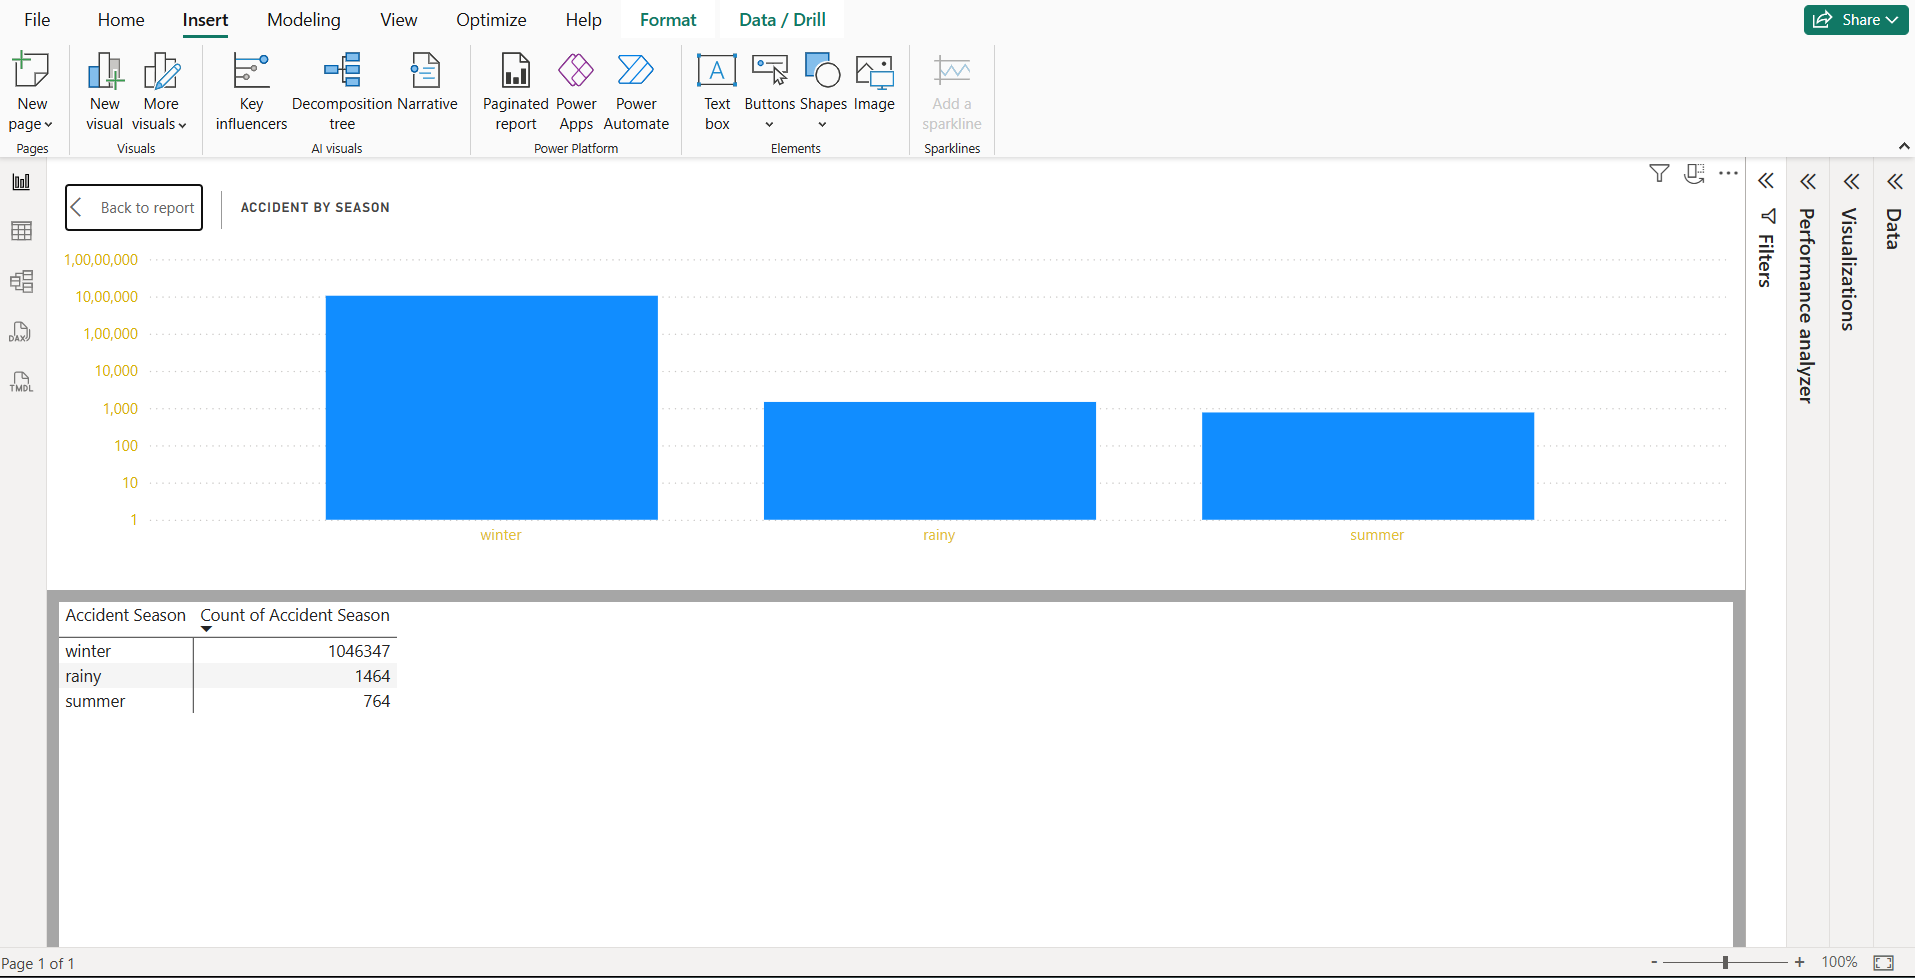 File Home Insert Modeling View Optimize Help Format Data / Drill Share
New page New visual More visuals Key influencers Decomposition tree Narrative Paginated report Power Apps Power Automate Text box Buttons Shapes Image Add a sparkline
Pages Visuals AI visuals Power Platform Elements Sparklines
Back to report ACCIDENT BY SEASON
1,00,00,000
10,00,000
1,00,000
10,000
1,000
100
10
1
winter rainy summer
Accident Season Count of Accident Season
winter 1046347
rainy 1464
summer 764
DAX
TMDL
Filters
Performance analyzer
Visualizations
Data
Page 1 of 1 - + 100%